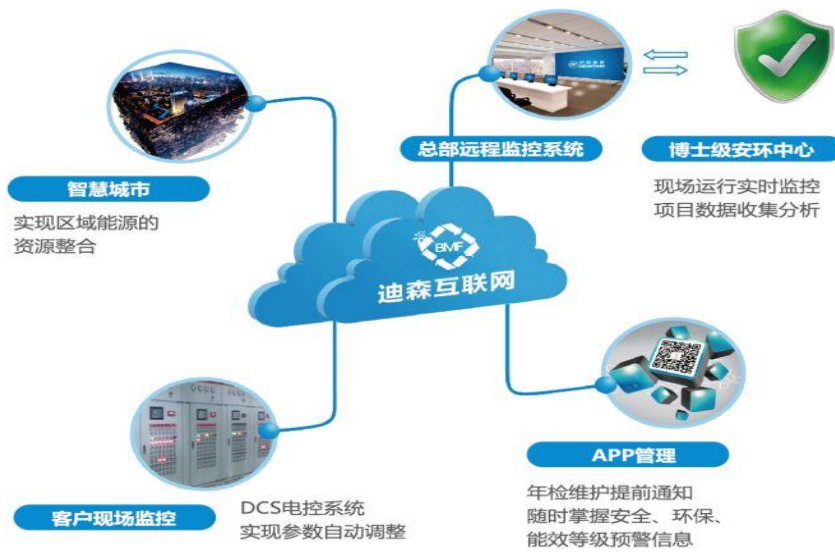 总部远程监控系统
博士级安环中心
现场运行实时监控
项目数据收集分析
智慧城市
实现区域能源的
资源整合
BMF
迪森互联网
客户现场监控
DCS电控系统
实现参数自动调整
APP管理
年检维护提前通知
随时掌握安全、环保、
能效等级预警信息